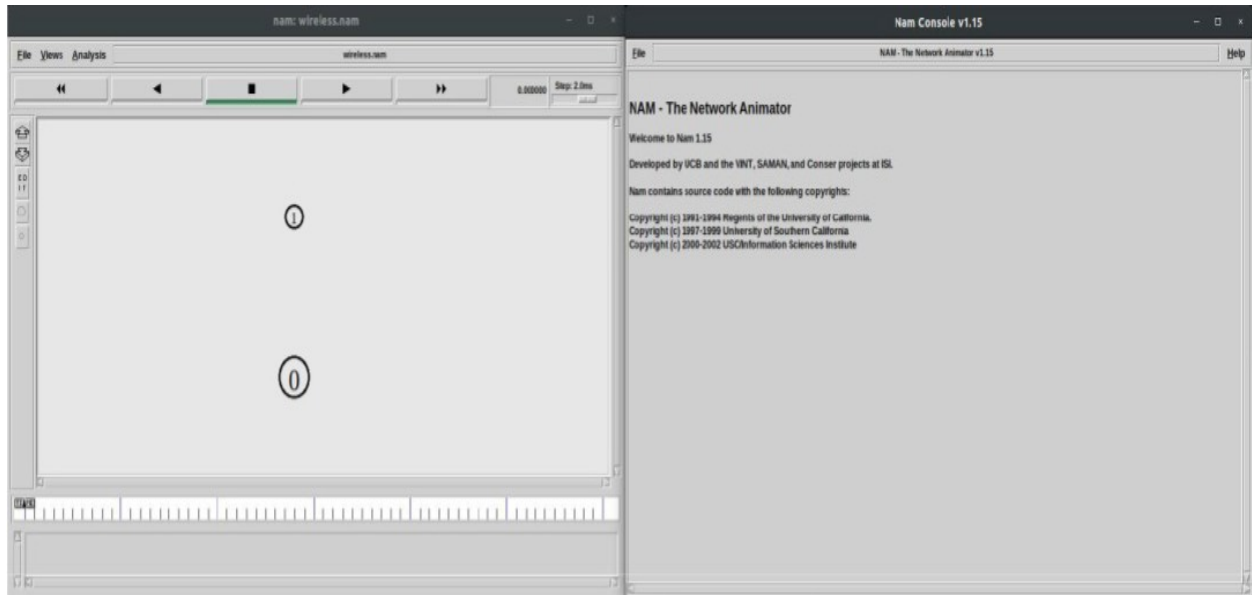 nam: wireless.nam
File Views Analysis
wireless.nam
0.000000
Step: 2.0ms
1
0
Nam Console v1.15
File
NAM - The Network Animator v1.15
Help
NAM - The Network Animator
Welcome to Nam 1.15
Developed by UCB and the VINT, SAMAN, and Conser projects at ISI.
Nam contains source code with the following copyrights:
Copyright (c) 1991-1994 Regents of the University of California.
Copyright (c) 1997-1999 University of Southern California
Copyright (c) 2000-2002 USC/Information Sciences Institute